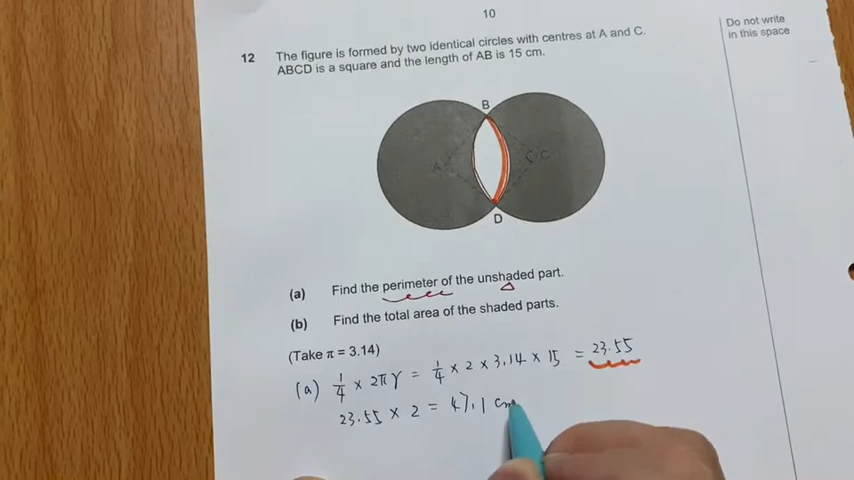 10
Do not write
in this space
12 The figure is formed by two identical circles with centres at A and C.
ABCD is a square and the length of AB is 15 cm.
B
A
C
D
(a) Find the perimeter of the unshaded part.
(b) Find the total area of the shaded parts.
(Take π = 3.14)
(a) 1/4 × 2πr = 1/4 × 2 × 3.14 × 15 = 23.55
23.55 × 2 = 47.1 cm